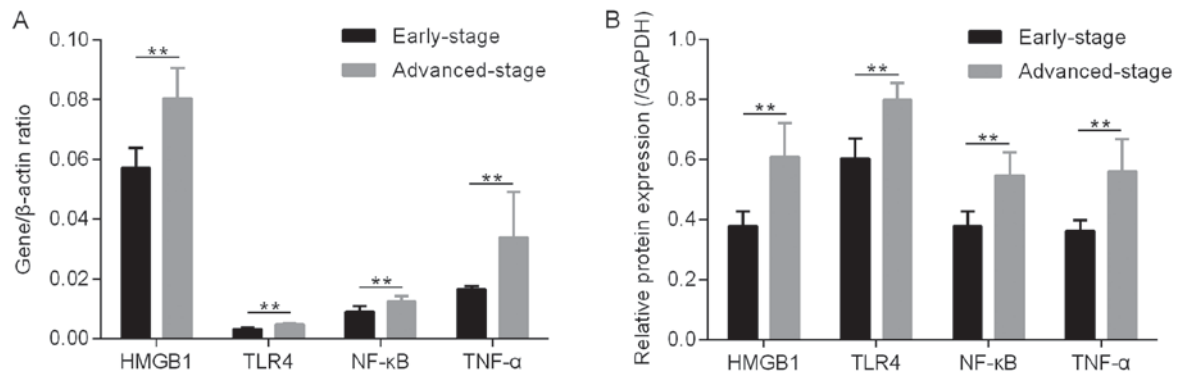 A
Gene/β-actin ratio
0.10
0.08
0.06
0.04
0.02
0.00
Early-stage
Advanced-stage
**
**
**
**
HMGB1 TLR4 NF-κB TNF-α
B
Relative protein expression (/GAPDH)
1.0
0.8
0.6
0.4
0.2
0.0
Early-stage
Advanced-stage
**
**
**
**
HMGB1 TLR4 NF-κB TNF-α